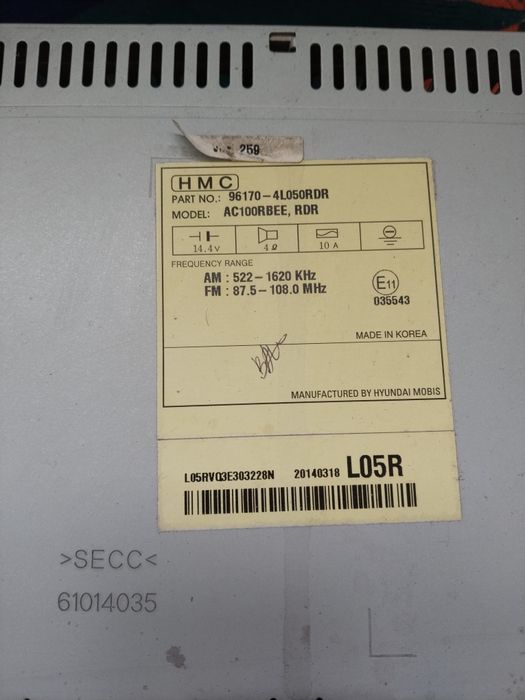 259
HMC
PART NO.: 96170-4L050RDR
MODEL: AC100RBEE, RDR
14.4V 4Ω 10 A
FREQUENCY RANGE
AM : 522-1620 KHz
FM : 87.5-108.0 MHz
E11
035543
MADE IN KOREA
MANUFACTURED BY HYUNDAI MOBIS
L05RVQ3E303228N 20140318 L05R
>SECC<
61014035